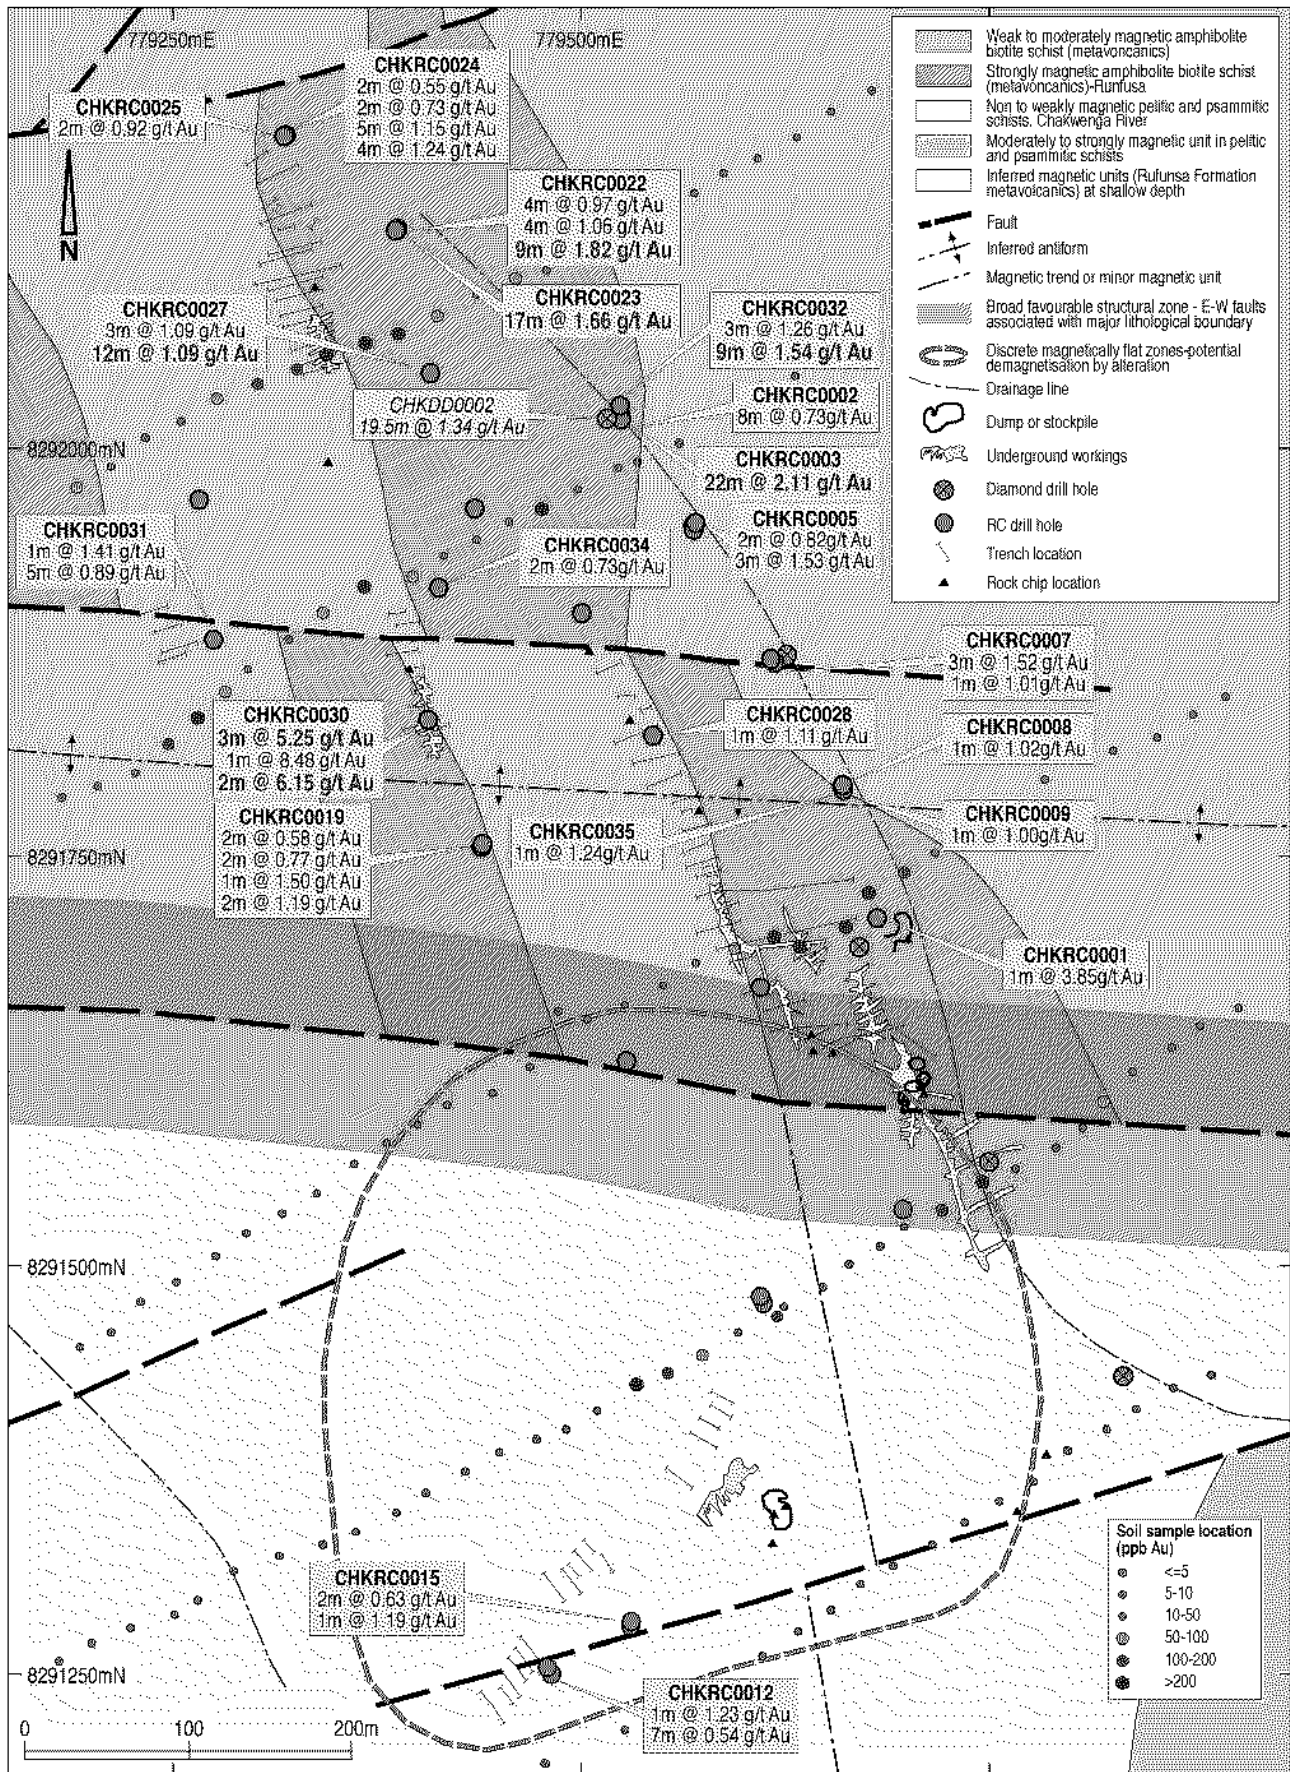 779250mE
779500mE
CHKRC0024
2m @ 0.55 g/t Au
2m @ 0.73 g/t Au
5m @ 1.15 g/t Au
4m @ 1.24 g/t Au
CHKRC0025
2m @ 0.92 g/t Au
N
CHKRC0022
4m @ 0.97 g/t Au
4m @ 1.06 g/t Au
9m @ 1.82 g/t Au
CHKRC0023
17m @ 1.66 g/t Au
CHKRC0027
3m @ 1.09 g/t Au
12m @ 1.09 g/t Au
CHKRC0032
3m @ 1.26 g/t Au
9m @ 1.54 g/t Au
CHKDD0002
19.5m @ 1.34 g/t Au
CHKRC0002
8m @ 0.73g/t Au
8292000mN
CHKRC0003
22m @ 2.11 g/t Au
CHKRC0005
2m @ 0.82g/t Au
3m @ 1.53 g/t Au
CHKRC0031
1m @ 1.41 g/t Au
5m @ 0.89 g/t Au
CHKRC0034
2m @ 0.73g/t Au
CHKRC0007
3m @ 1.52 g/t Au
1m @ 1.01g/t Au
CHKRC0030
3m @ 5.25 g/t Au
1m @ 8.48 g/t Au
2m @ 6.15 g/t Au
CHKRC0028
1m @ 1.11g/t Au
CHKRC0008
1m @ 1.02g/t Au
CHKRC0019
2m @ 0.58 g/t Au
2m @ 0.77 g/t Au
1m @ 1.50 g/t Au
2m @ 1.19 g/t Au
CHKRC0035
1m @ 1.24g/t Au
CHKRC0009
1m @ 1.00g/t Au
8291750mN
CHKRC0001
1m @ 3.85g/t Au
8291500mN
CHKRC0015
2m @ 0.63 g/t Au
1m @ 1.19 g/t Au
8291250mN
CHKRC0012
1m @ 1.23 g/t Au
7m @ 0.54 g/t Au
0 100 200m
Weak to moderately magnetic amphibolite
biotite schist (metavoncanics)
Strongly magnetic amphibolite biotite schist
(metavoncanics)-Runfusa
Non to weakly magnetic pelitic and psammitic
schists. Chakwenga River
Moderately to strongly magnetic unit in pelitic
and psammitic schists
Inferred magnetic units (Rufunsa Formation
metavolcanics) at shallow depth
Fault
Inferred antiform
Magnetic trend or minor magnetic unit
Broad favourable structural zone - E-W faults
associated with major lithological boundary
Discrete magnetically flat zones-potential
demagnetisation by alteration
Drainage line
Dump or stockpile
Underground workings
Diamond drill hole
RC drill hole
Trench location
Rock chip location
Soil sample location
(ppb Au)
<=5
5-10
10-50
50-100
100-200
>200